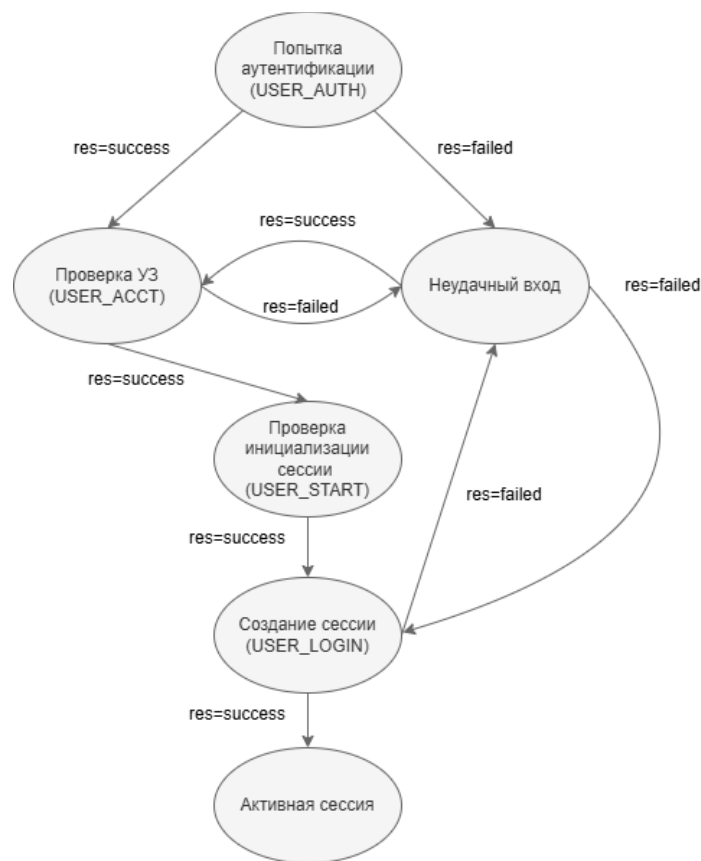 Попытка
аутентификации
(USER_AUTH)
res=success
res=failed
res=success
Проверка УЗ
(USER_ACCT)
Неудачный вход
res=failed
res=failed
res=success
Проверка
инициализации
сессии
(USER_START)
res=failed
res=success
Создание сессии
(USER_LOGIN)
res=success
Активная сессия